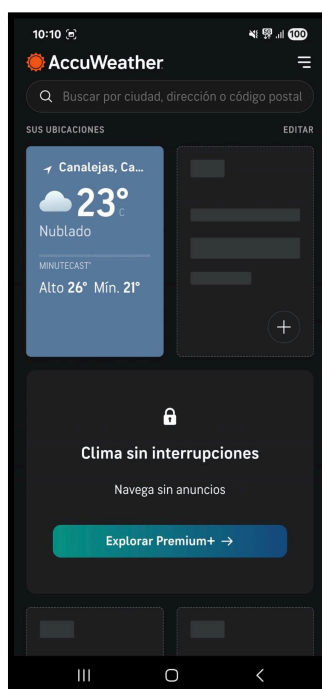 10:10
100
AccuWeather
Buscar por ciudad, dirección o código postal
SUS UBICACIONES
EDITAR
Canalejas, Ca...
23°
C
Nublado
MINUTECAST
Alto 26° Mín. 21°
Clima sin interrupciones
Navega sin anuncios
Explorar Premium+ →